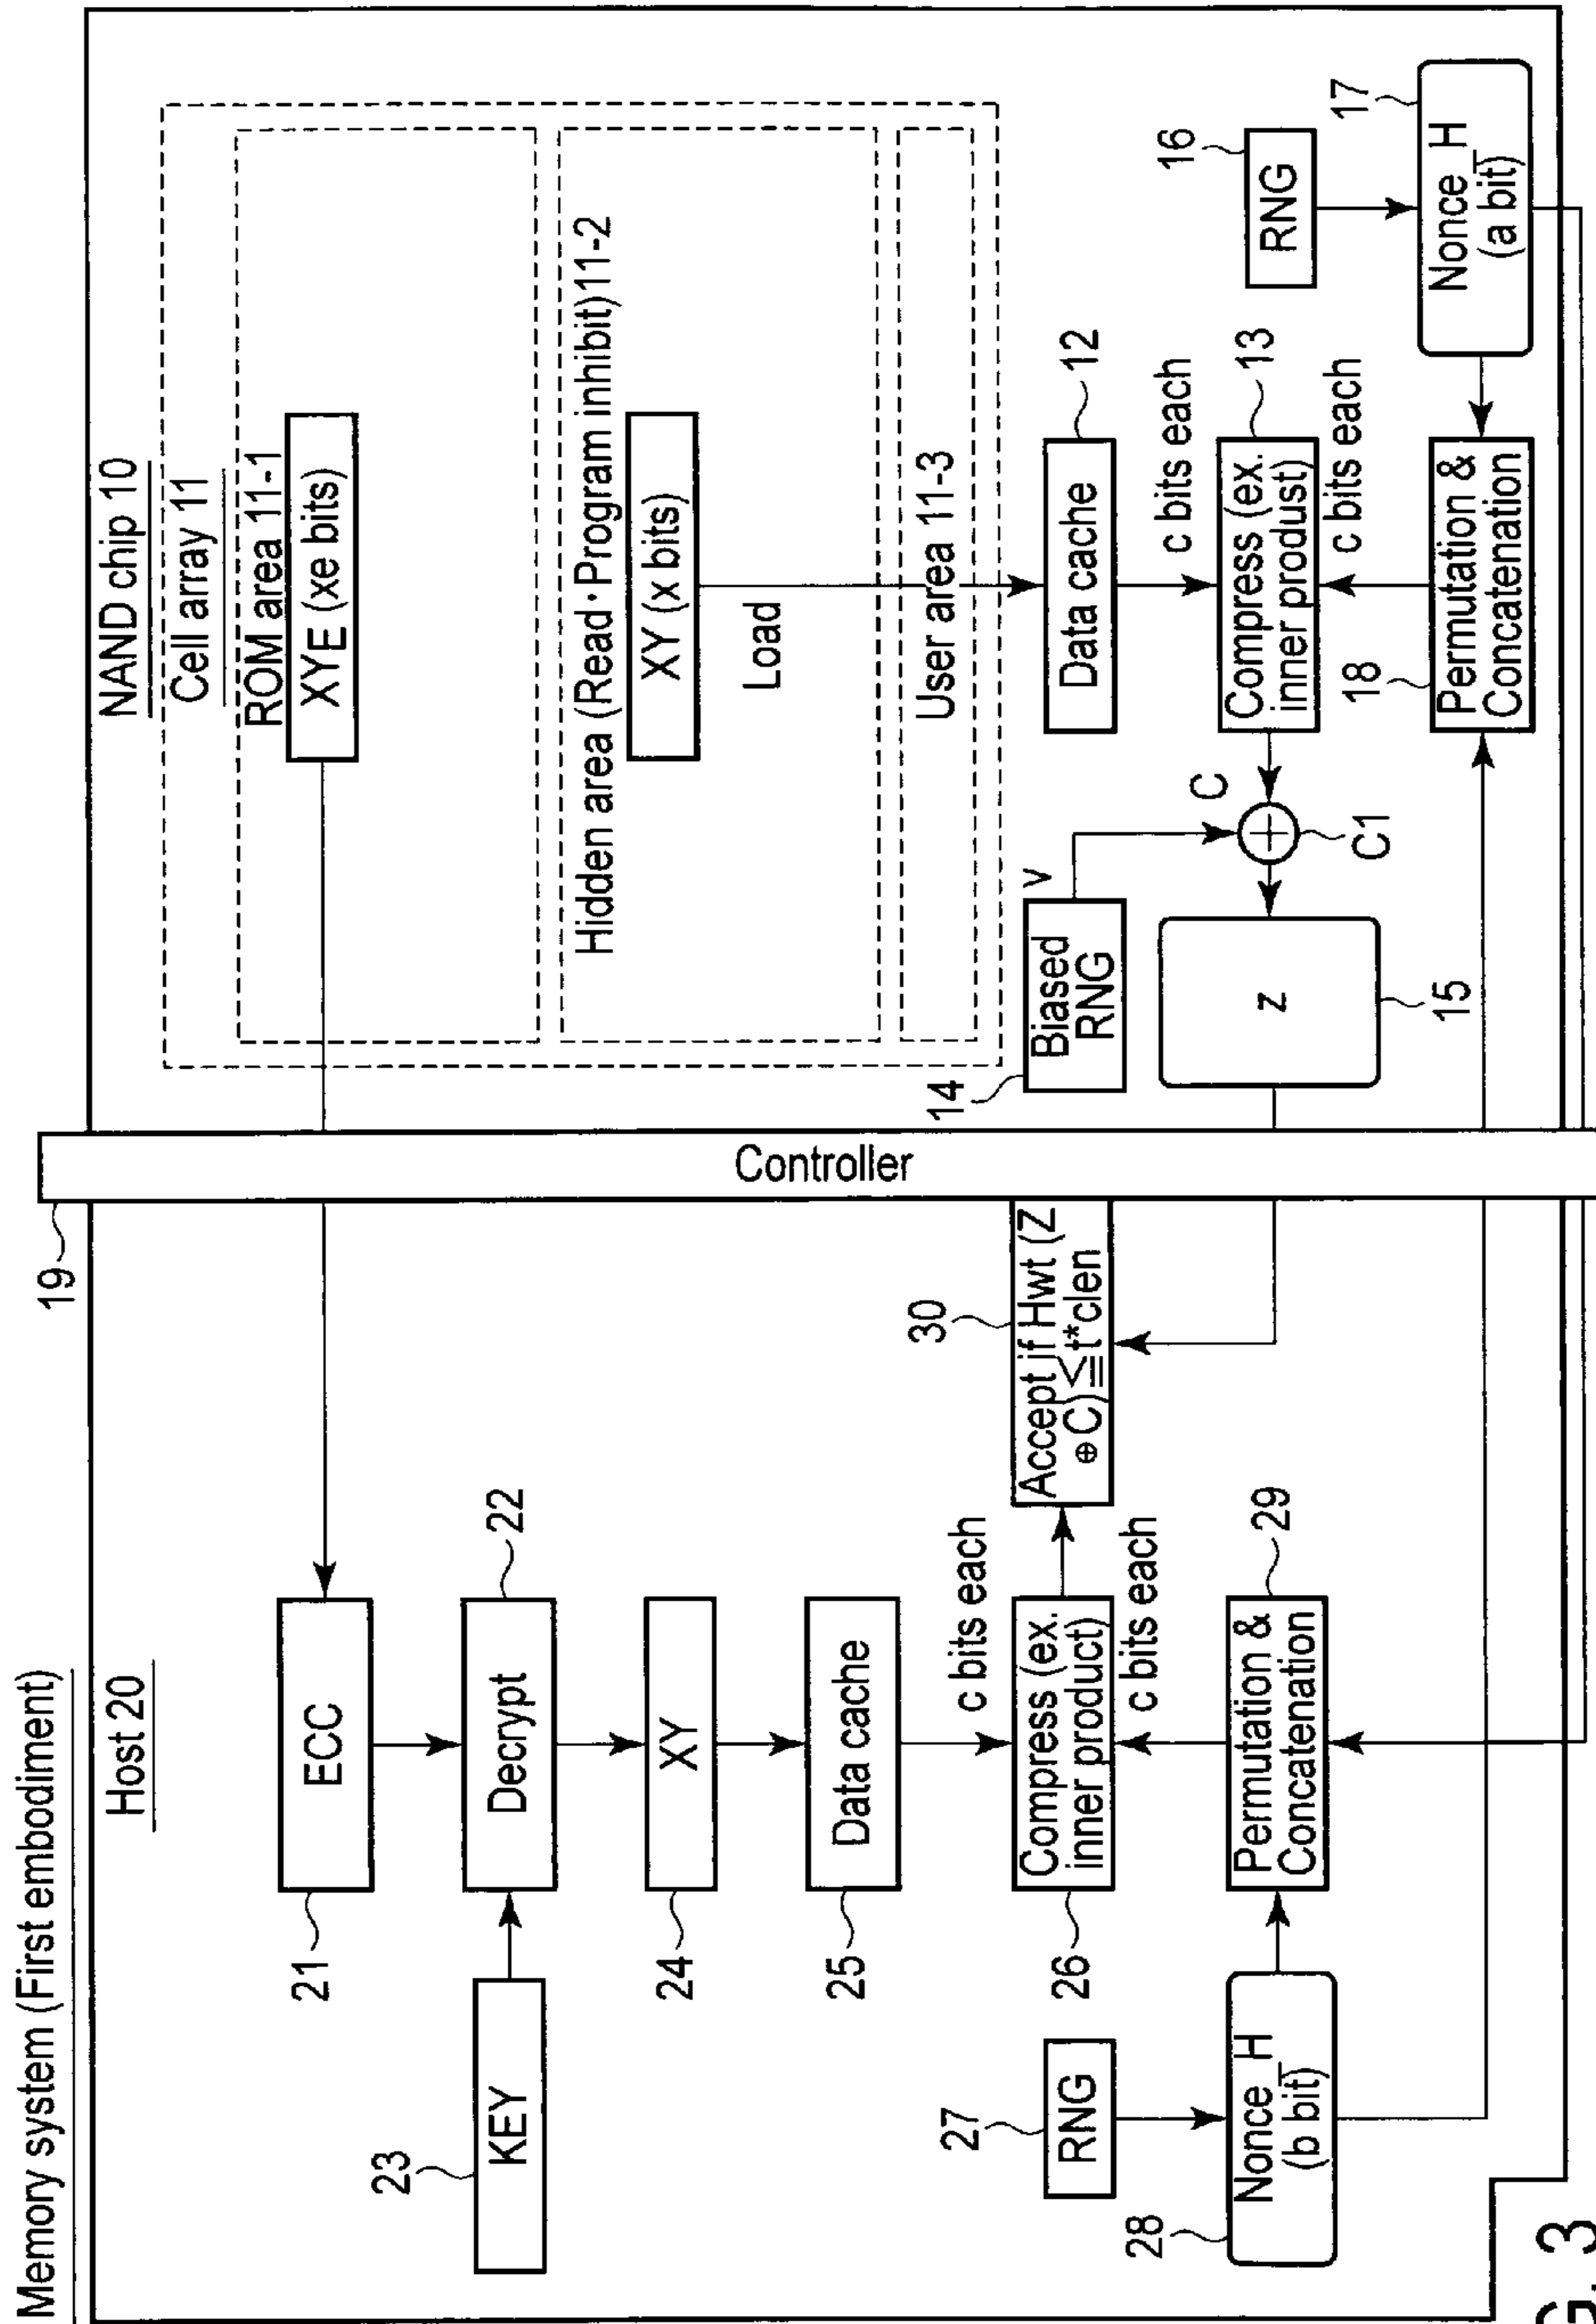 Memory system (First embodiment)
Host 20
19
ECC
21
Decrypt
22
KEY
23
XY
24
Data cache
25
c bits each
Compress (ex.
inner product)
26
c bits each
Accept if Hwt (Z
⊕C)≦t*clen
30
RNG
27
Nonce_H
(b bit)
28
Permutation &
Concatenation
29
Controller
NAND chip 10
Cell array 11
ROM area 11-1
XYE (xe bits)
Hidden area (Read·Program inhibit)11-2
XY (x bits)
Load
User area 11-3
Data cache
12
c bits each
Compress (ex.
inner produst)
13
c bits each
14
Biased
RNG
v
C
C1
z
15
RNG
16
Nonce_H
(a bit)
17
18
Permutation &
Concatenation
G. 3